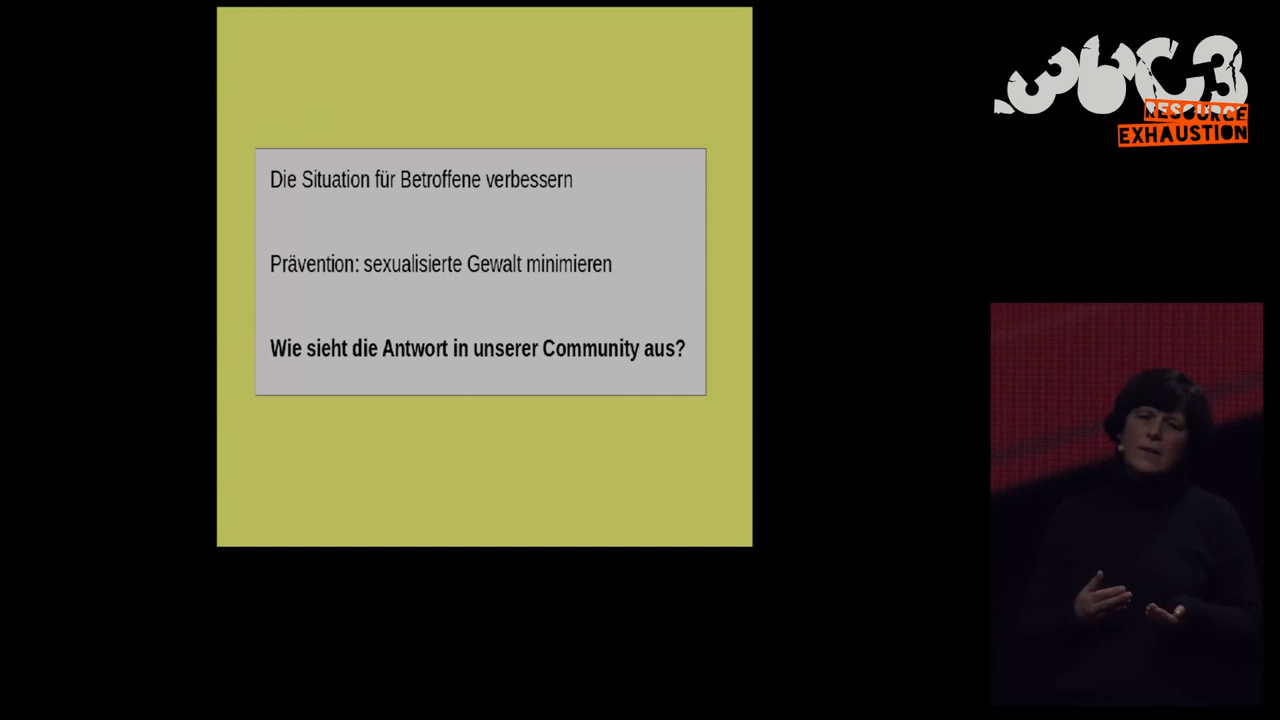 Die Situation für Betroffene verbessern
Prävention: sexualisierte Gewalt minimieren
Wie sieht die Antwort in unserer Community aus?
36C3
RESOURCE
EXHAUSTION